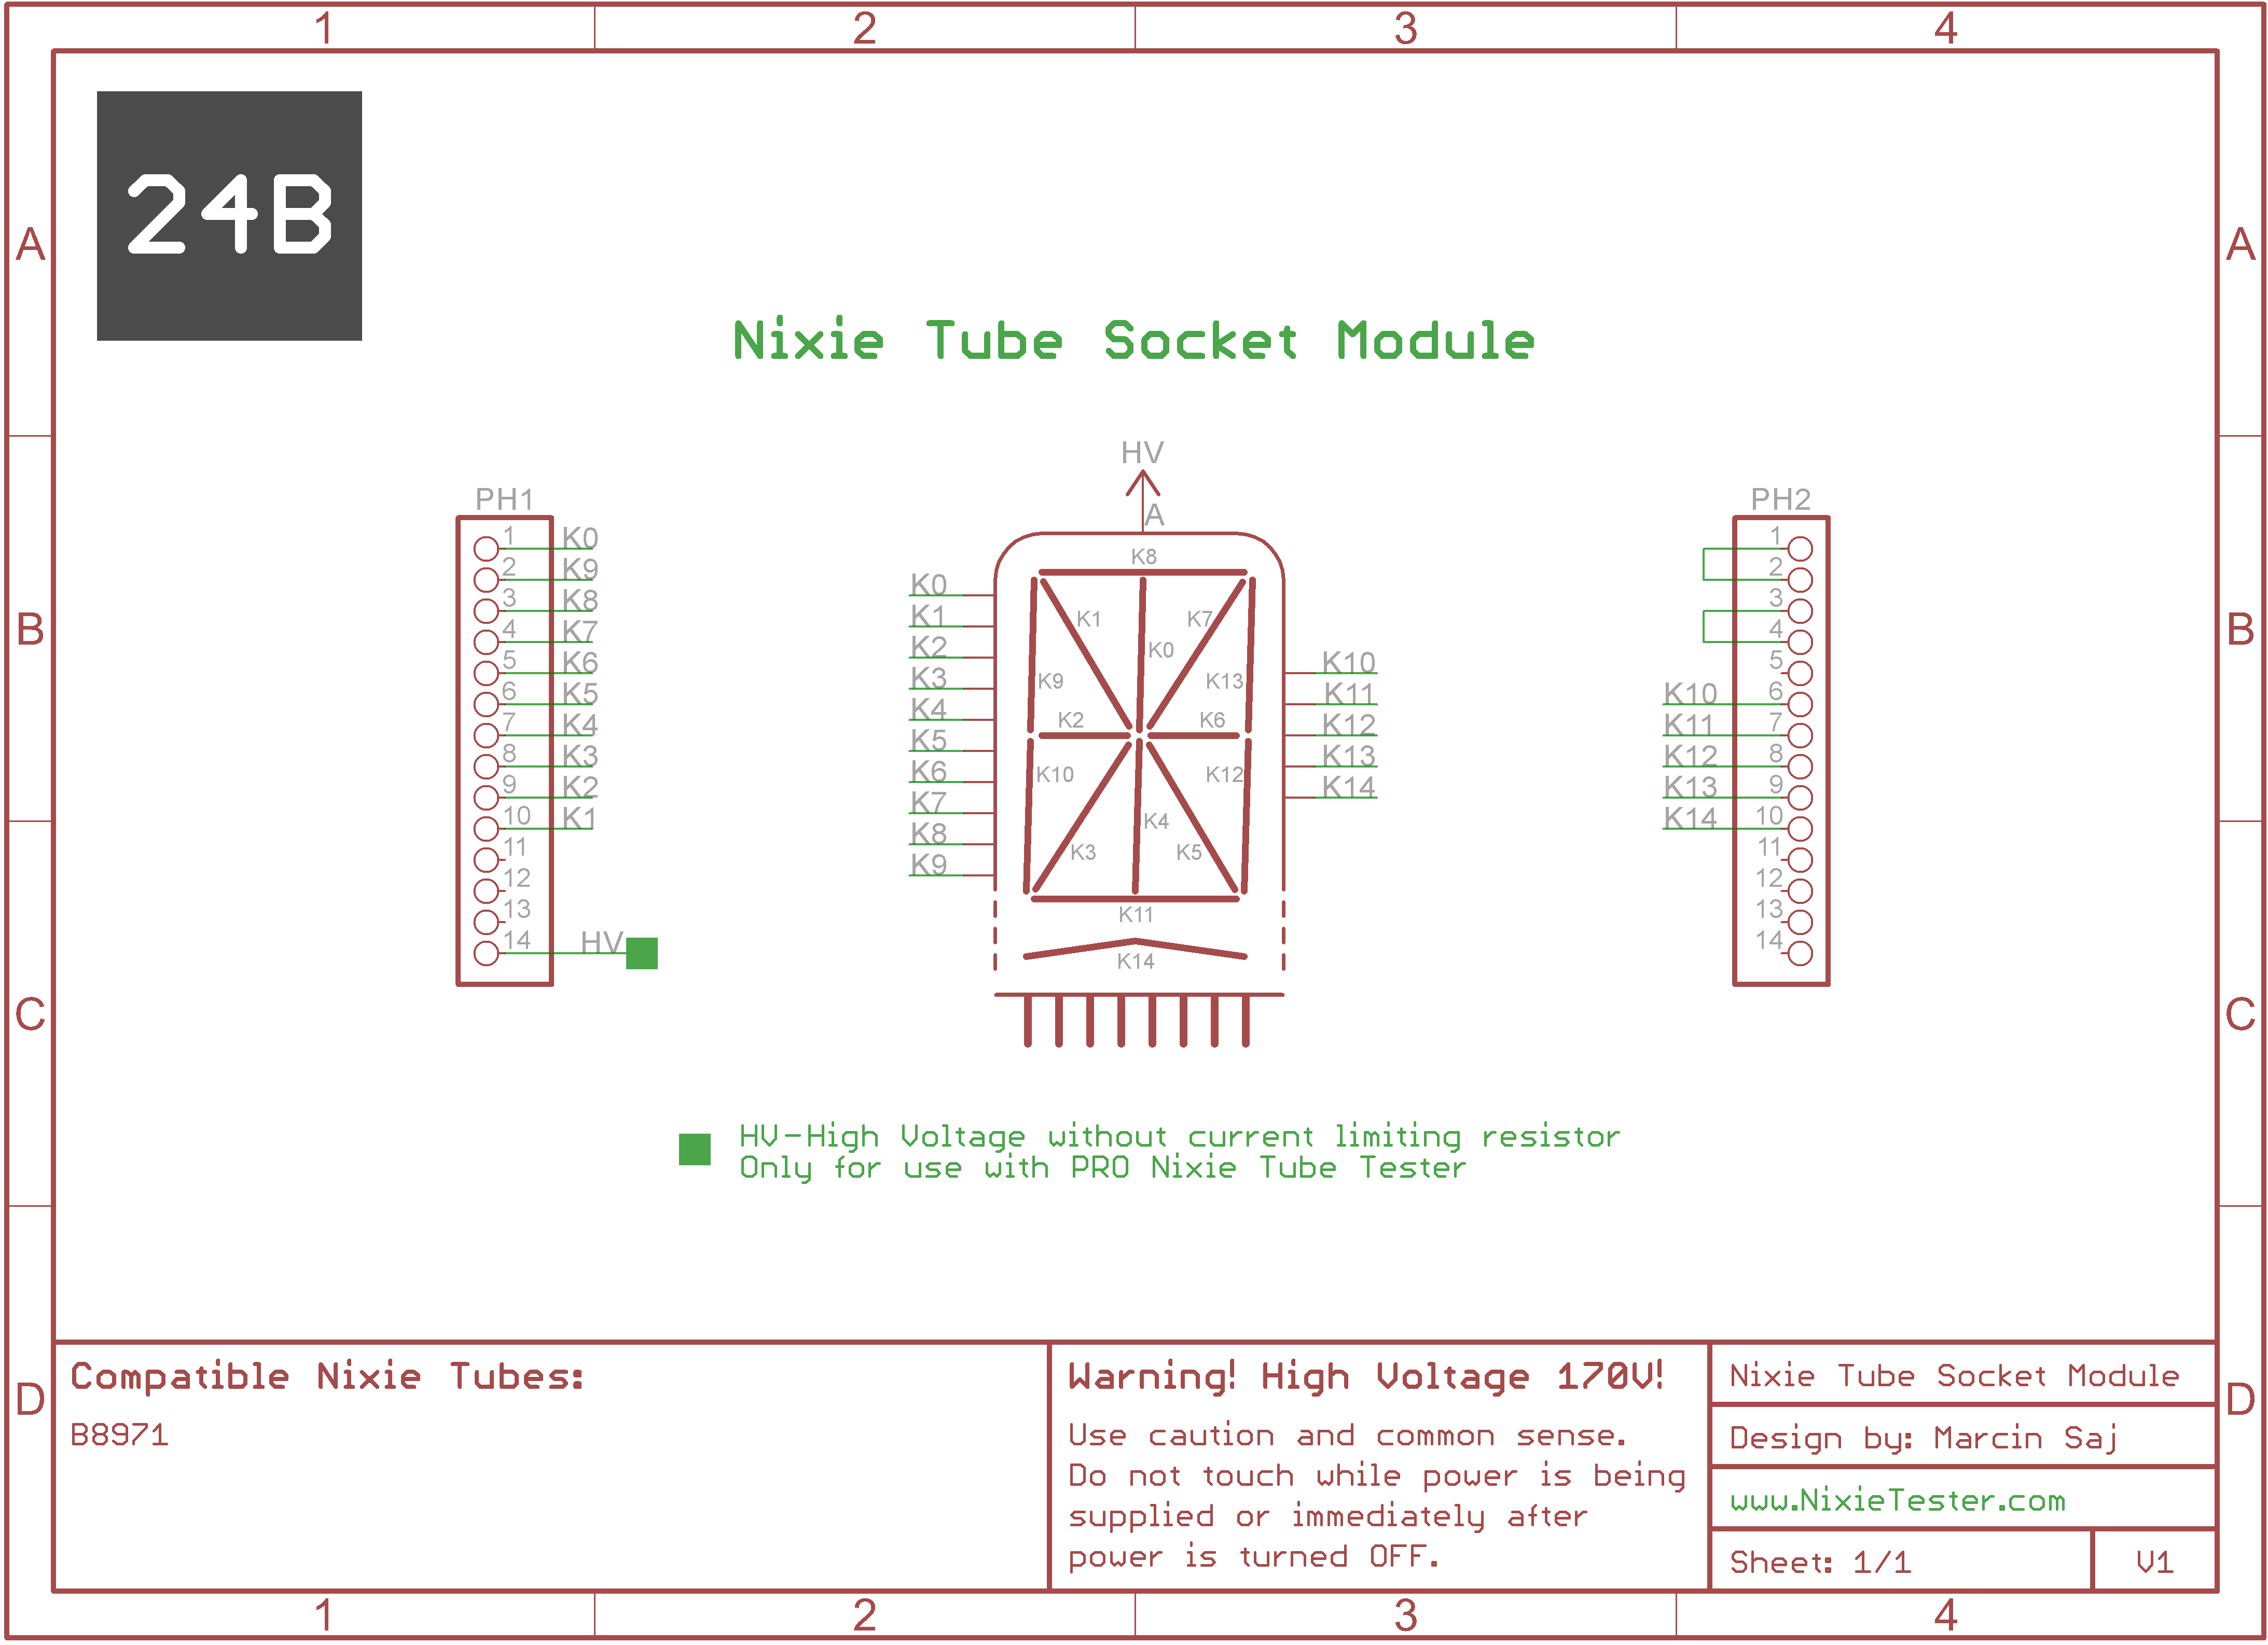 1 2 3 4
A A
24B
Nixie Tube Socket Module
HV
A
PH1
1 K0
2 K9
3 K8
4 K7
5 K6
6 K5
7 K4
8 K3
9 K2
10 K1
11
12
13
14 HV
K0
K1
K2
K3
K4
K5
K6
K7
K8
K9
K8
K1 K7
K0
K9 K13
K2 K6
K10 K12
K4
K3 K5
K11
K14
K10
K11
K12
K13
K14
PH2
1
2
3
4
5
K10 6
K11 7
K12 8
K13 9
K14 10
11
12
13
14
B B
C C
HV-High Voltage without current limiting resistor
Only for use with PRO Nixie Tube Tester
D D
Compatible Nixie Tubes:
B8971
Warning! High Voltage 170V!
Use caution and common sense.
Do not touch while power is being
supplied or immediately after
power is turned OFF.
Nixie Tube Socket Module
Design by: Marcin Saj
www.NixieTester.com
Sheet: 1/1 V1
1 2 3 4